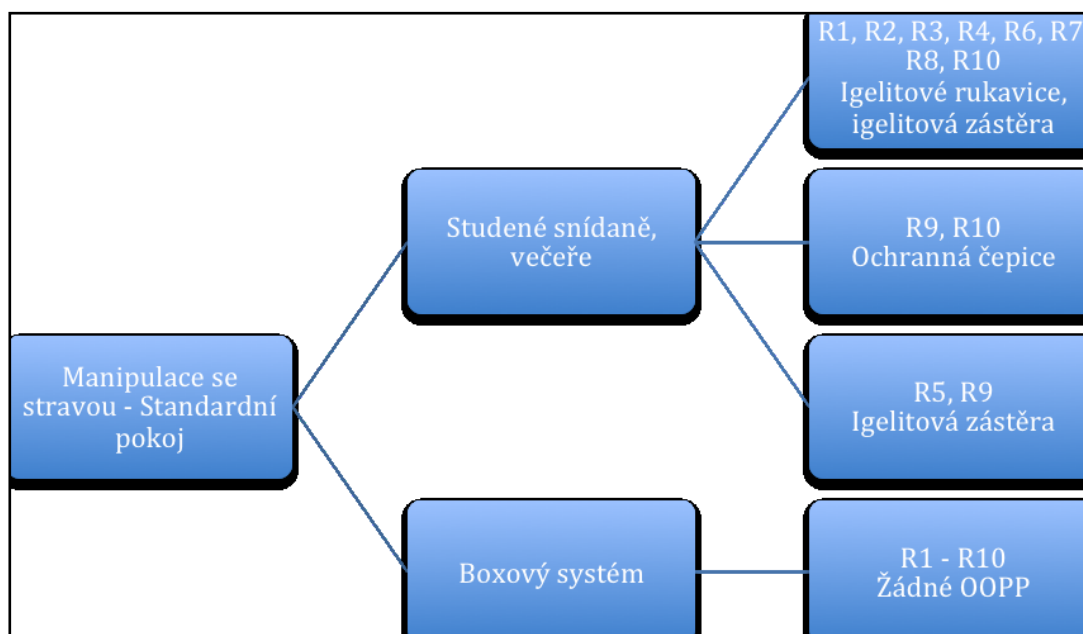 R1, R2, R3, R4, R6, R7
R8, R10
Igelitové rukavice,
igelitová zástěra
Studené snídaně,
večeře
R9, R10
Ochranná čepice
Manipulace se
stravou - Standardní
pokoj
R5, R9
Igelitová zástěra
Boxový systém
R1 - R10
Žádné OOPP